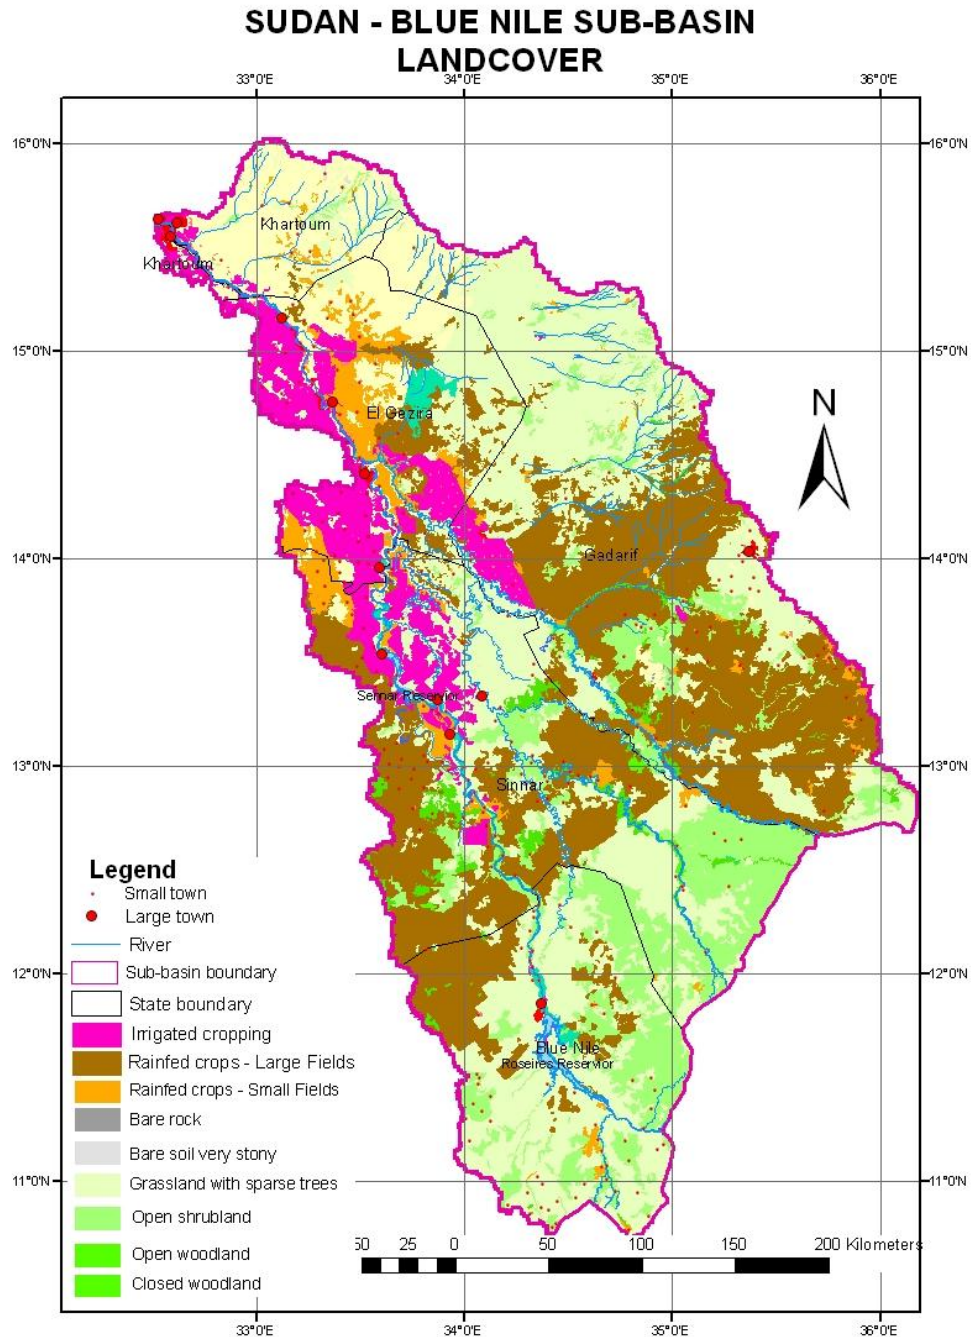 SUDAN - BLUE NILE SUB-BASIN
LANDCOVER
33°0'E 34°0'E 35°0'E 36°0'E
16°0'N 16°0'N
Khartoum
Khartoum
15°0'N 15°0'N
El Gezira
N
14°0'N Gadarif 14°0'N
Sennar Reservior
13°0'N 13°0'N
Sinnar
Legend
Small town
Large town
River
12°0'N 12°0'N
Sub-basin boundary
State boundary
Irrigated cropping
Blue Nile
Rainfed crops - Large Fields
Roseires Reservior
Rainfed crops - Small Fields
Bare rock
Bare soil very stony
11°0'N Grassland with sparse trees 11°0'N
Open shrubland
50 25 0 50 100 150 200 Kilometers
Open woodland
Closed woodland
33°0'E 34°0'E 35°0'E 36°0'E